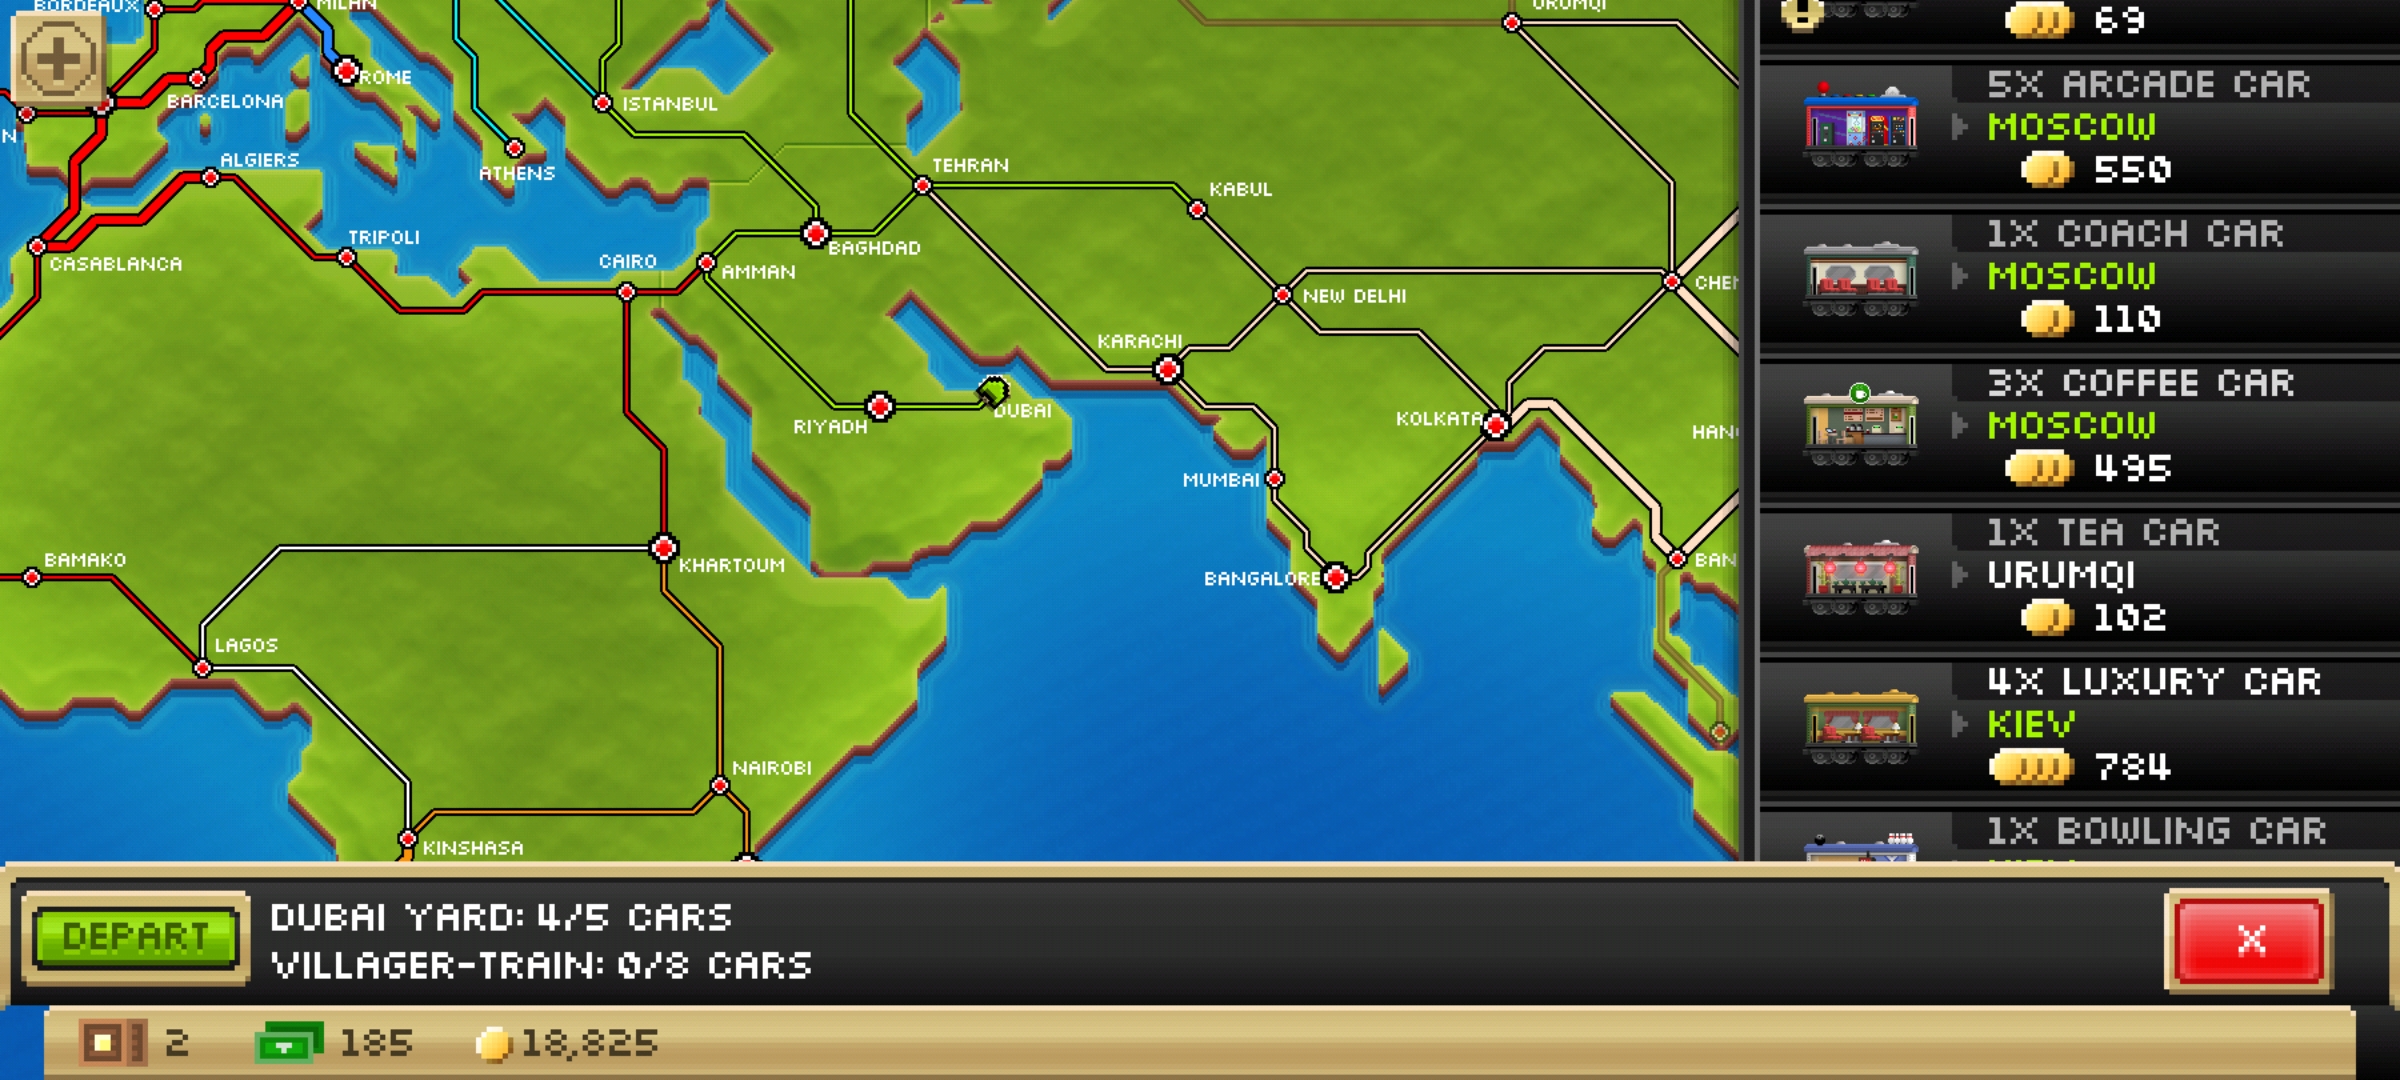 BORDEAUX
MILAN
URUMQI
69
ROME
BARCELONA
ISTANBUL
5X ARCADE CAR
MOSCOW
550
N
ALGIERS
ATHENS
TEHRAN
KABUL
TRIPOLI
CASABLANCA
CAIRO
BAGHDAD
AMMAN
NEW DELHI
CHEN
1X COACH CAR
MOSCOW
110
KARACHI
RIYADH
DUBAI
KOLKATA
HAN
3X COFFEE CAR
MOSCOW
495
MUMBAI
BAMAKO
KHARTOUM
BANGALORE
BAN
1X TEA CAR
URUMQI
102
LAGOS
4X LUXURY CAR
KIEV
784
NAIROBI
KINSHASA
1X BOWLING CAR
DEPART
DUBAI YARD: 4/5 CARS
VILLAGER-TRAIN: 0/8 CARS
X
2
185
18,825